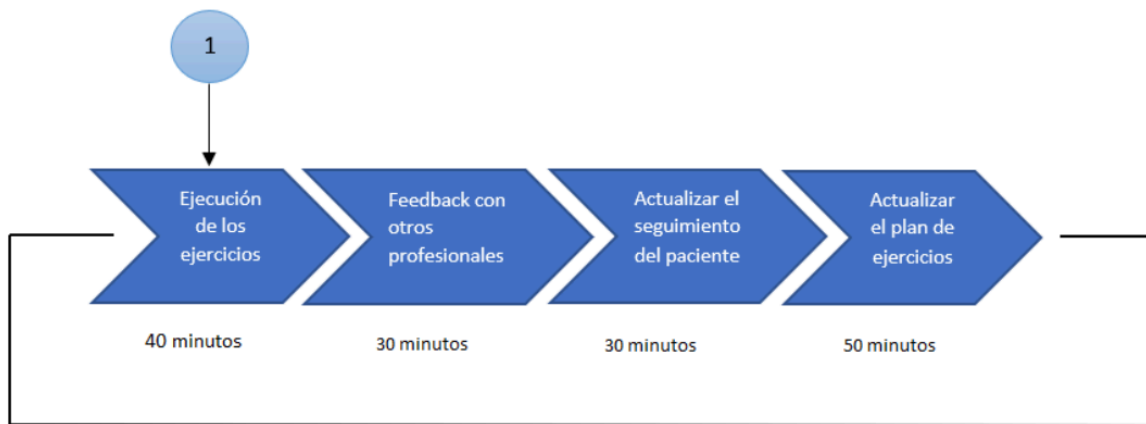 1
Ejecución
de los
ejercicios
Feedback con
otros
profesionales
Actualizar el
seguimiento
del paciente
Actualizar
el plan de
ejercicios
40 minutos
30 minutos
30 minutos
50 minutos